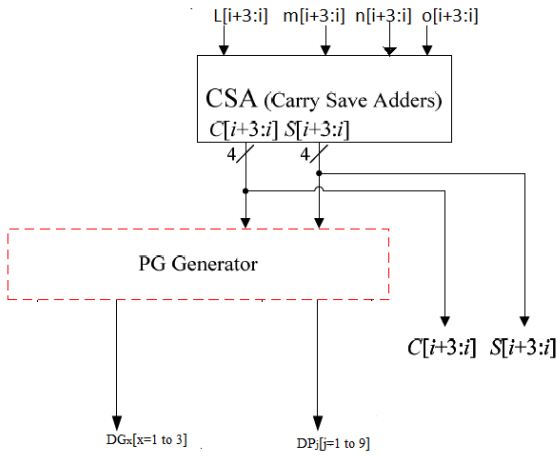 L[i+3:i] m[i+3:i] n[i+3:i] o[i+3:i]
CSA (Carry Save Adders)
C[i+3:i] S[i+3:i]
4 4
PG Generator
C[i+3:i] S[i+3:i]
DGx[x=1 to 3] DPj[j=1 to 9]